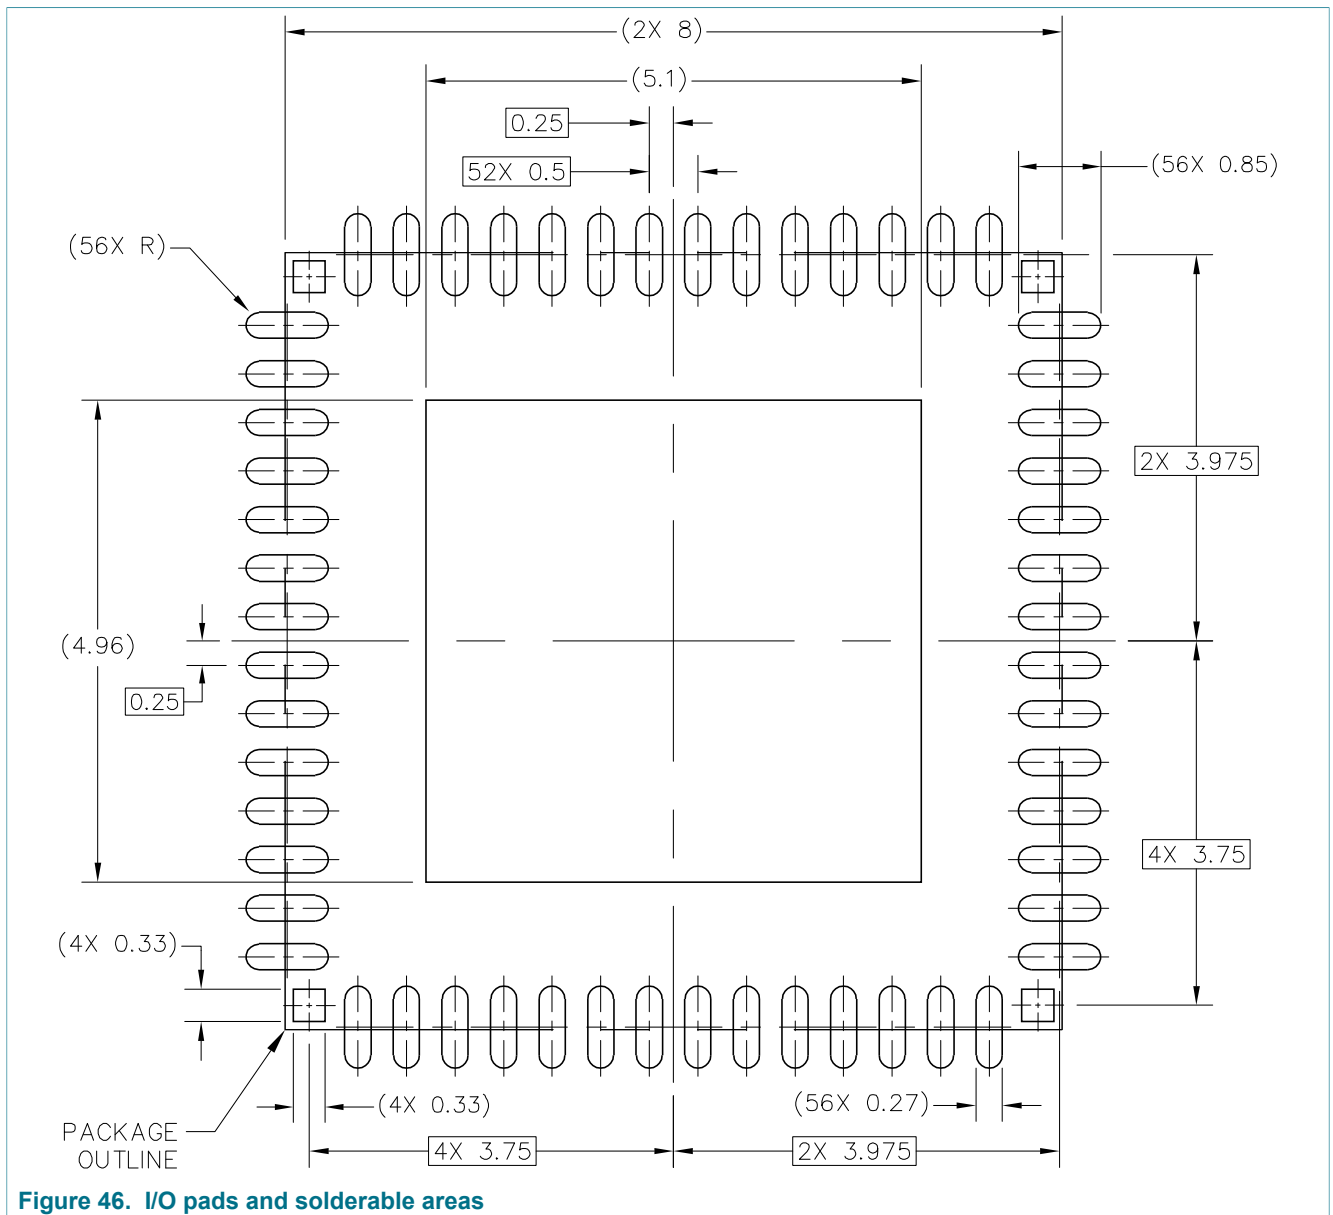 (2X 8)
(5.1)
0.25
52X 0.5
(56X 0.85)
(56X R)
2X 3.975
(4.96)
0.25
4X 3.75
(4X 0.33)
(4X 0.33)
(56X 0.27)
PACKAGE
OUTLINE
4X 3.75
2X 3.975
Figure 46. I/O pads and solderable areas